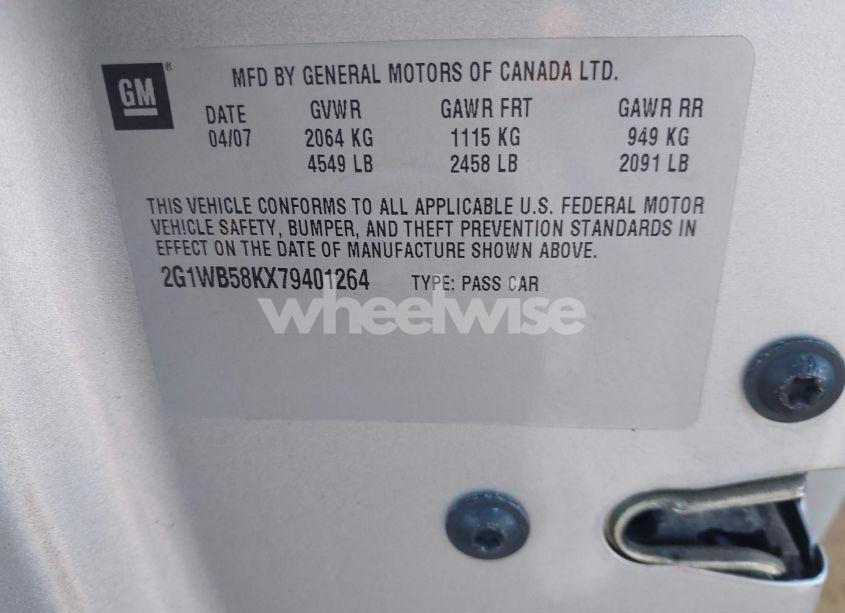 GM
MFD BY GENERAL MOTORS OF CANADA LTD.
DATE GVWR GAWR FRT GAWR RR
04/07 2064 KG 1115 KG 949 KG
4549 LB 2458 LB 2091 LB
THIS VEHICLE CONFORMS TO ALL APPLICABLE U.S. FEDERAL MOTOR
VEHICLE SAFETY, BUMPER, AND THEFT PREVENTION STANDARDS IN
EFFECT ON THE DATE OF MANUFACTURE SHOWN ABOVE.
2G1WB58KX79401264 TYPE: PASS CAR
wheelwise